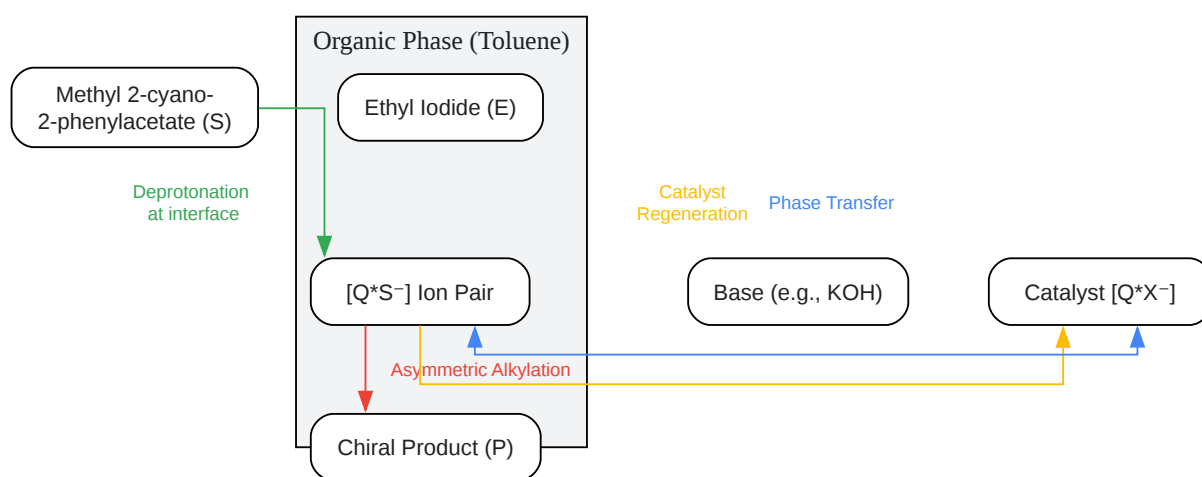 Organic Phase (Toluene)
Methyl 2-cyano-
2-phenylacetate (S)
Ethyl Iodide (E)
Deprotonation
at interface
Catalyst
Regeneration
Phase Transfer
[Q*S⁻] Ion Pair
Base (e.g., KOH)
Catalyst [Q*X⁻]
Asymmetric Alkylation
Chiral Product (P)